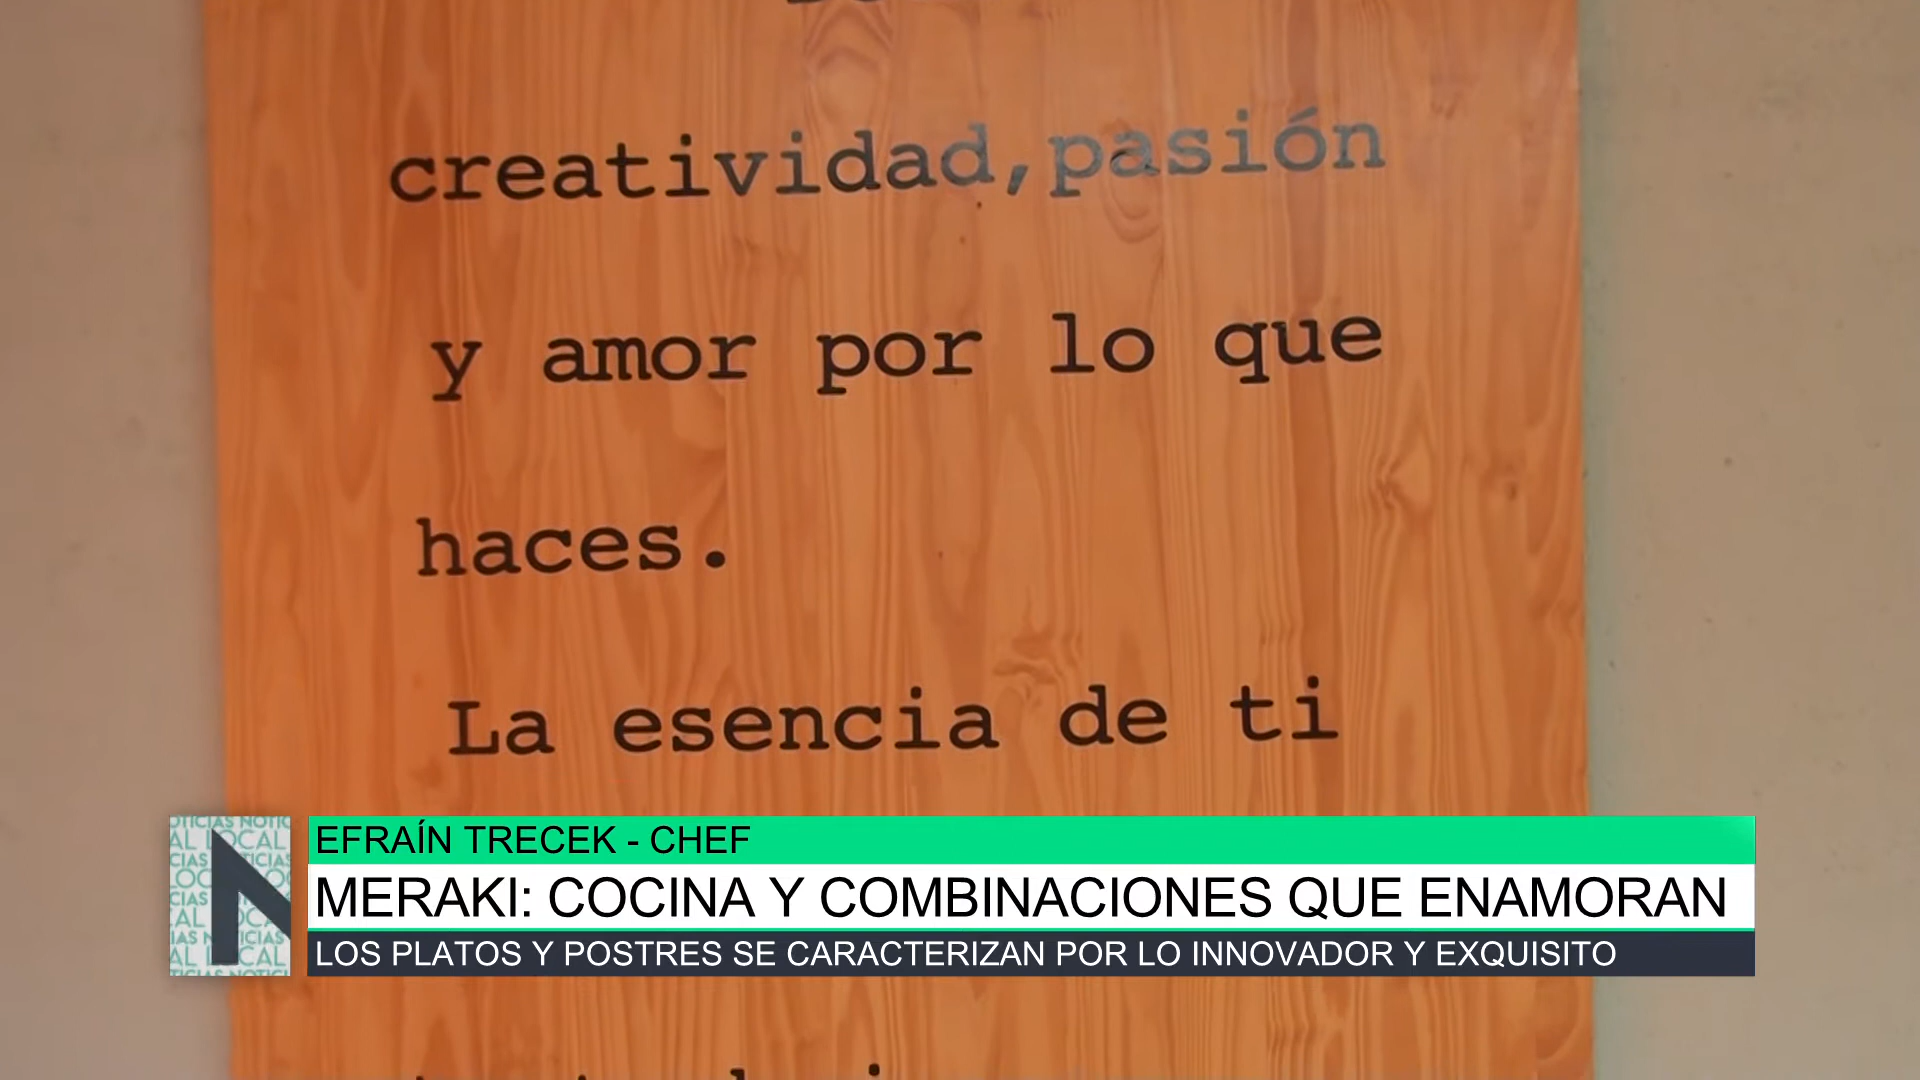 creatividad,pasión
y amor por lo que
haces.
La esencia de ti
EFRAÍN TRECEK - CHEF
MERAKI: COCINA Y COMBINACIONES QUE ENAMORAN
LOS PLATOS Y POSTRES SE CARACTERIZAN POR LO INNOVADOR Y EXQUISITO